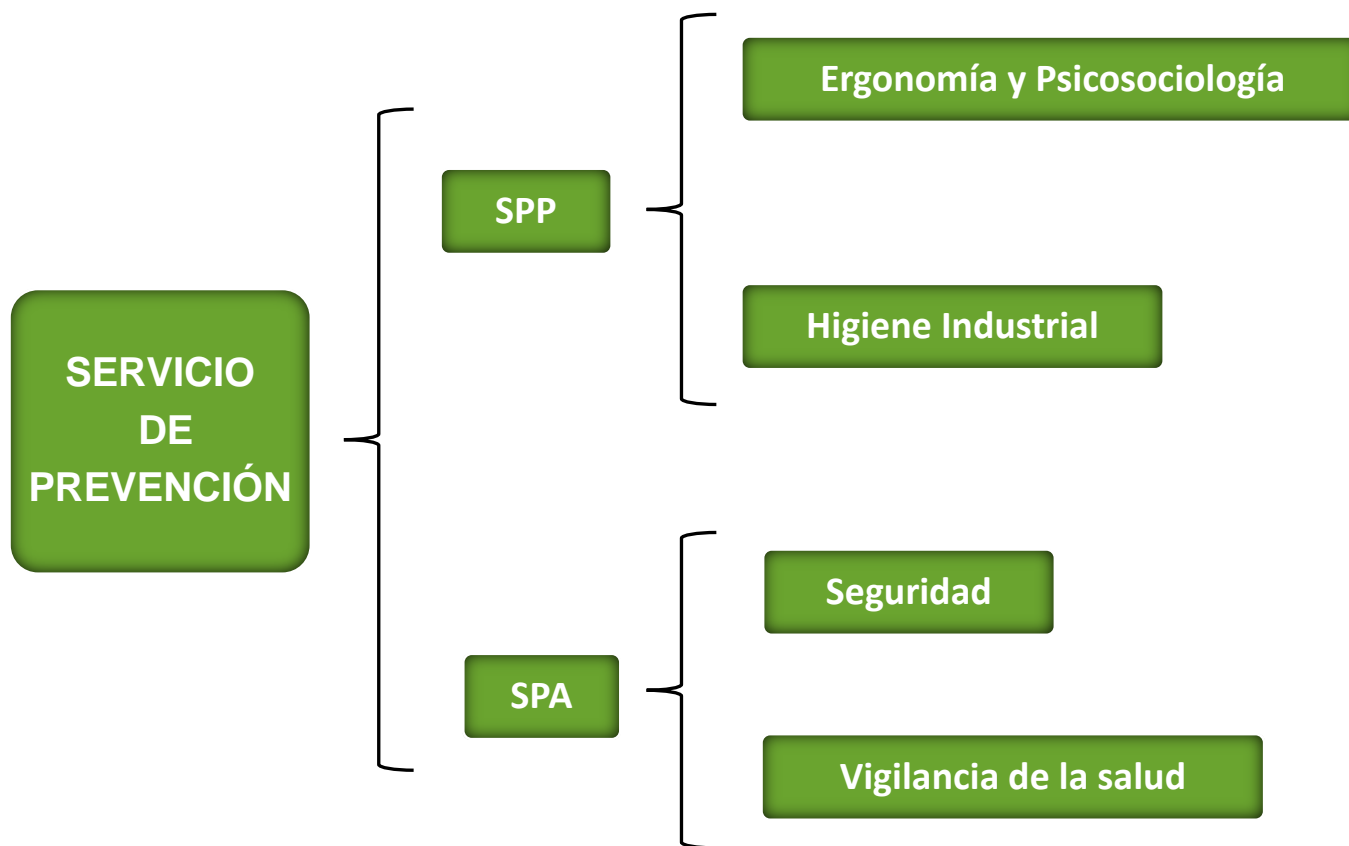 SERVICIO
DE
PREVENCIÓN
SPP
Ergonomía y Psicosociología
Higiene Industrial
SPA
Seguridad
Vigilancia de la salud